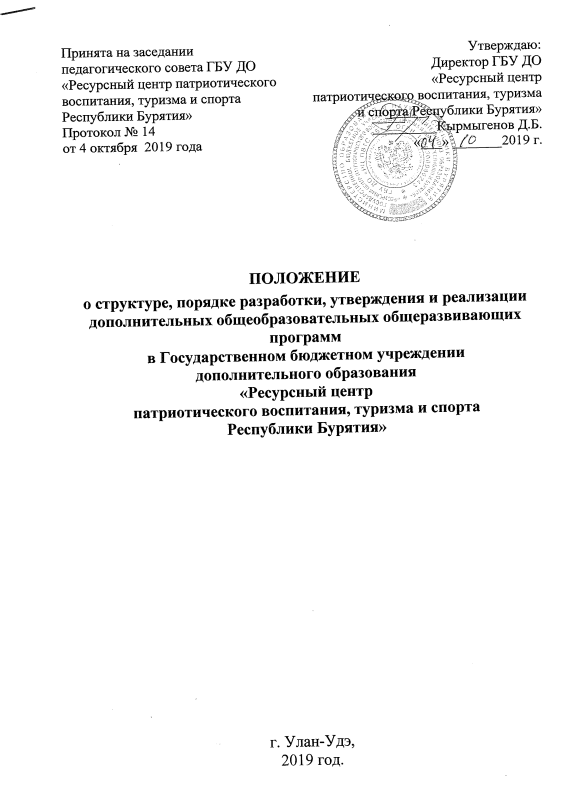 Принята на заседании
педагогического совета ГБУ ДО
«Ресурсный центр патриотического
воспитания, туризма и спорта
Республики Бурятия»
Протокол № 14
от 4 октября 2019 года
Утверждаю:
Директор ГБУ ДО
«Ресурсный центр
патриотического воспитания, туризма
и спорта Республики Бурятия»
Кырмыгенов Д.Б.
«04» 10 2019 г.
ПОЛОЖЕНИЕ
о структуре, порядке разработки, утверждения и реализации
дополнительных общеобразовательных общеразвивающих
программ
в Государственном бюджетном учреждении
дополнительного образования
«Ресурсный центр
патриотического воспитания, туризма и спорта
Республики Бурятия»
г. Улан-Удэ,
2019 год.